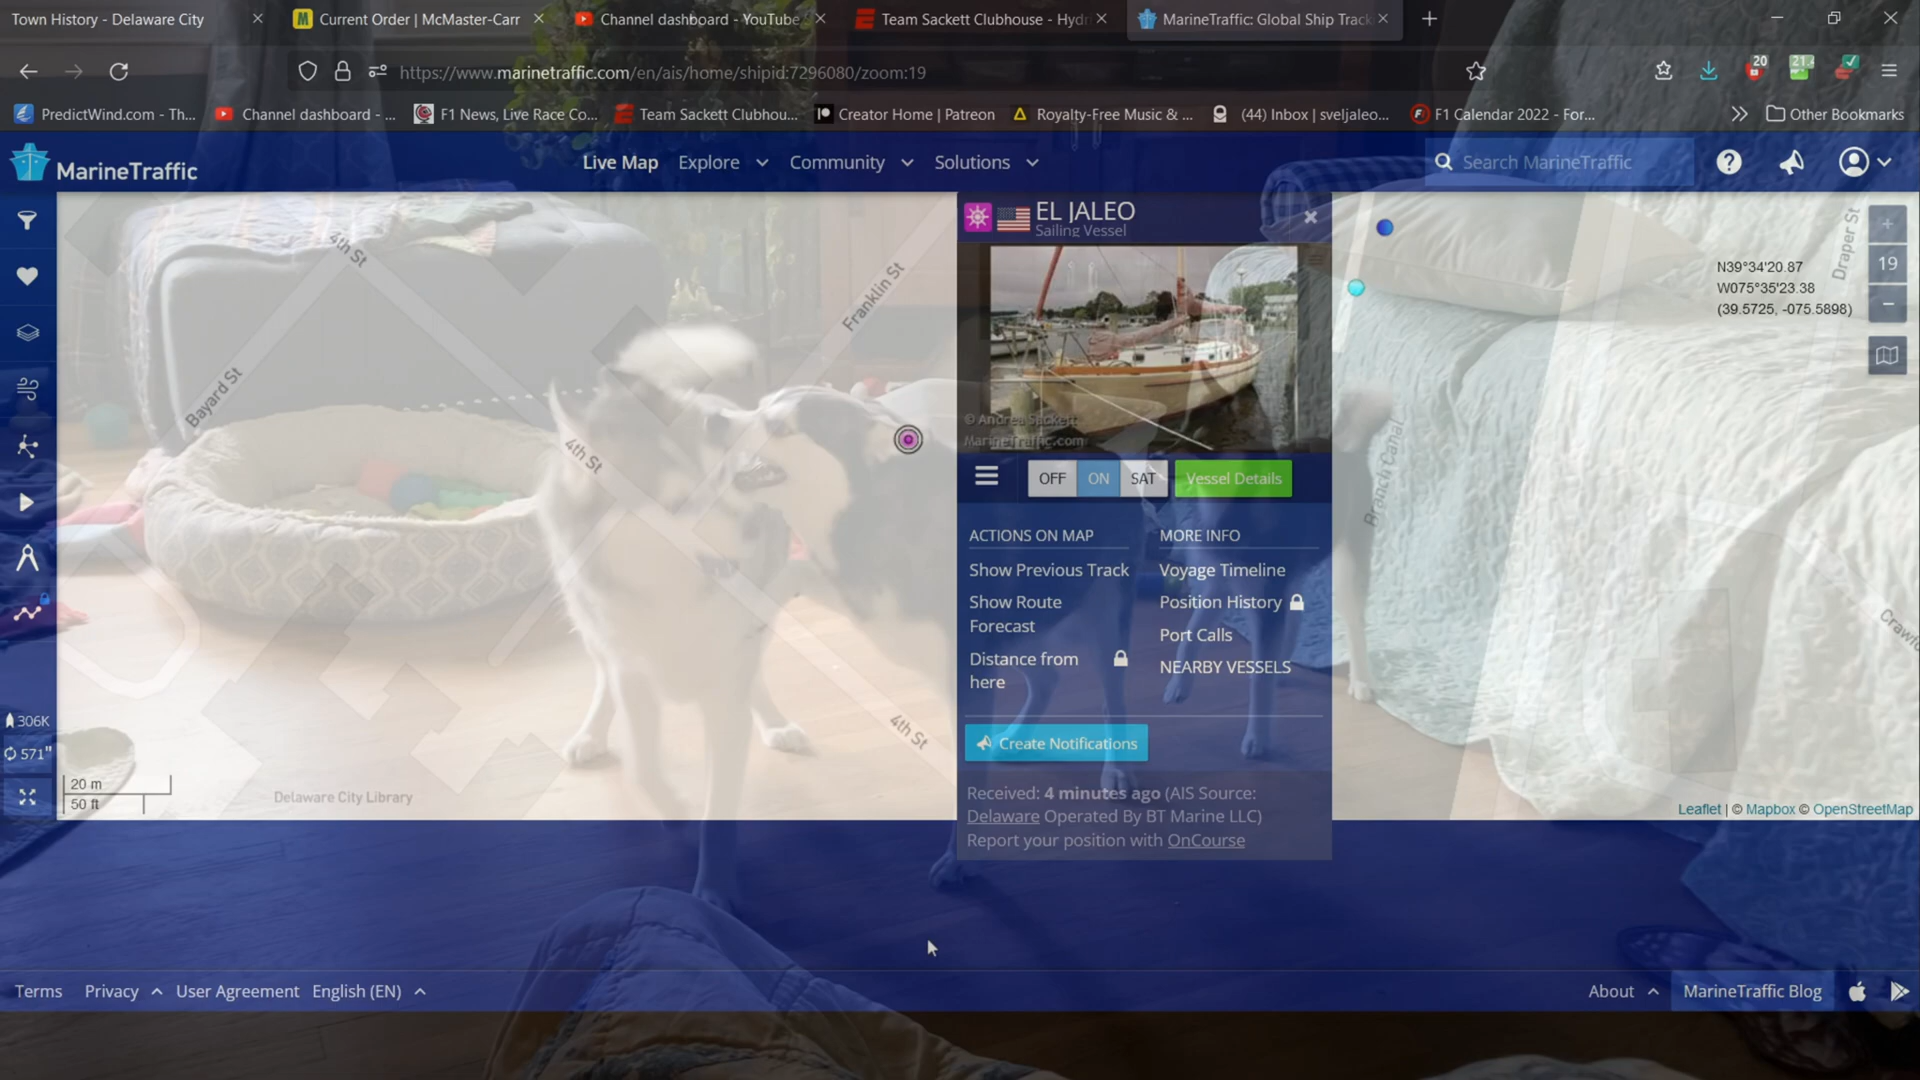 Town History - Delaware City
Current Order | McMaster-Carr
Channel dashboard - YouTube
Team Sackett Clubhouse - Hydr
MarineTraffic: Global Ship Track
https://www.marinetraffic.com/en/ais/home/shipid:7296080/zoom:19
20
21.4
PredictWind.com - Th...
Channel dashboard - ...
F1 News, Live Race Co...
Team Sackett Clubhou...
Creator Home | Patreon
Royalty-Free Music & ...
(44) Inbox | sveljaleo...
F1 Calendar 2022 - For...
Other Bookmarks
MarineTraffic
Live Map
Explore
Community
Solutions
Search MarineTraffic
EL JALEO
Sailing Vessel
© Andrea Sackett
MarineTraffic.com
OFF
ON
SAT
Vessel Details
ACTIONS ON MAP
Show Previous Track
Show Route
Forecast
Distance from
here
MORE INFO
Voyage Timeline
Position History
Port Calls
NEARBY VESSELS
Create Notifications
Received: 4 minutes ago (AIS Source:
Delaware Operated By BT Marine LLC)
Report your position with OnCourse
4th St
Bayard St
4th St
Franklin St
4th St
Delaware City Library
Branch Canal
Draper St
N39°34'20.87
W075°35'23.38
(39.5725, -075.5898)
19
306K
571"
20 m
50 ft
Leaflet | © Mapbox © OpenStreetMap
Terms
Privacy
User Agreement
English (EN)
About
MarineTraffic Blog